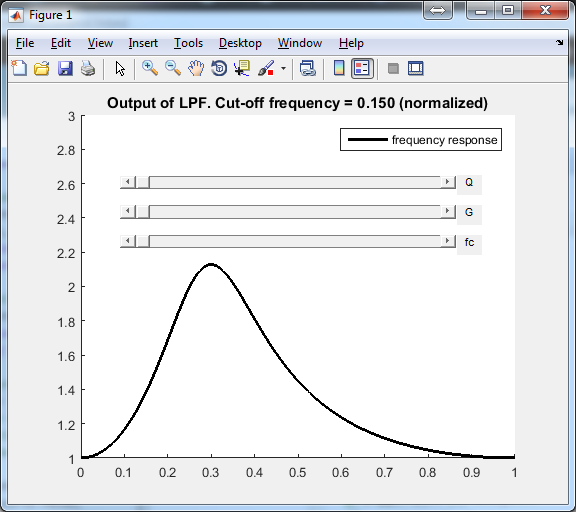 Figure 1
File Edit View Insert Tools Desktop Window Help
Output of LPF. Cut-off frequency = 0.150 (normalized)
3
frequency response
2.8
2.6
Q
2.4
G
fc
2.2
2
1.8
1.6
1.4
1.2
1
0 0.1 0.2 0.3 0.4 0.5 0.6 0.7 0.8 0.9 1